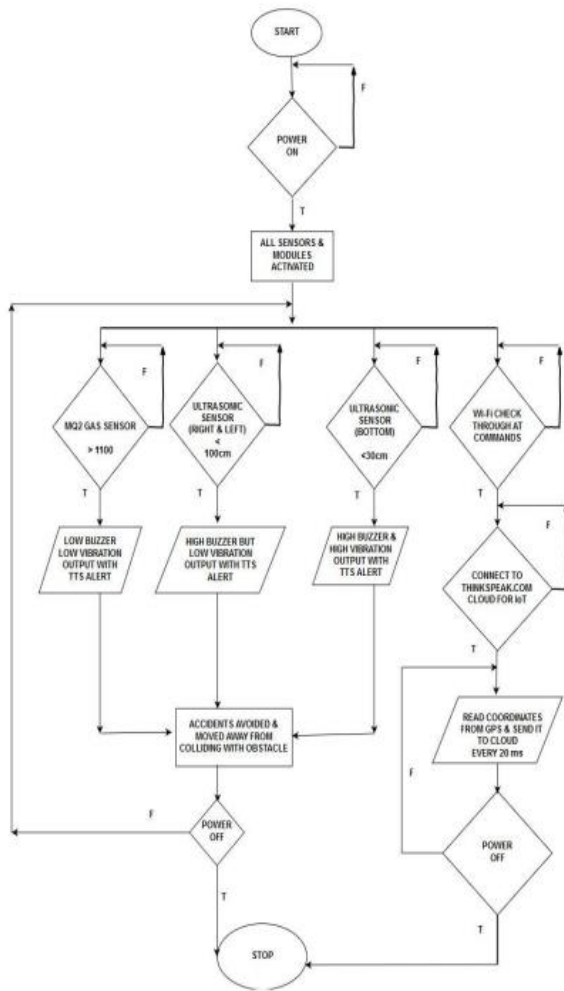 START
F
POWER
ON
T
ALL SENSORS &
MODULES
ACTIVATED
F
MQ2 GAS SENSOR
> 1100
T
F
ULTRASONIC
SENSOR
(RIGHT & LEFT)
<
100cm
T
F
ULTRASONIC
SENSOR
(BOTTOM)
<30cm
T
F
Wi-Fi CHECK
THROUGH AT
COMMANDS
T
LOW BUZZER
LOW VIBRATION
OUTPUT WITH
TTS ALERT
HIGH BUZZER BUT
LOW VIBRATION
OUTPUT WITH TTS
ALERT
HIGH BUZZER &
HIGH VIBRATION
OUTPUT WITH
TTS ALERT
F
CONNECT TO
THINKSPEAK.COM
CLOUD FOR IoT
T
ACCIDENTS AVOIDED &
MOVED AWAY FROM
COLLIDING WITH OBSTACLE
READ COORDINATES
FROM GPS & SEND IT
TO CLOUD
EVERY 20 ms
F
POWER
OFF
T
F
POWER
OFF
T
STOP